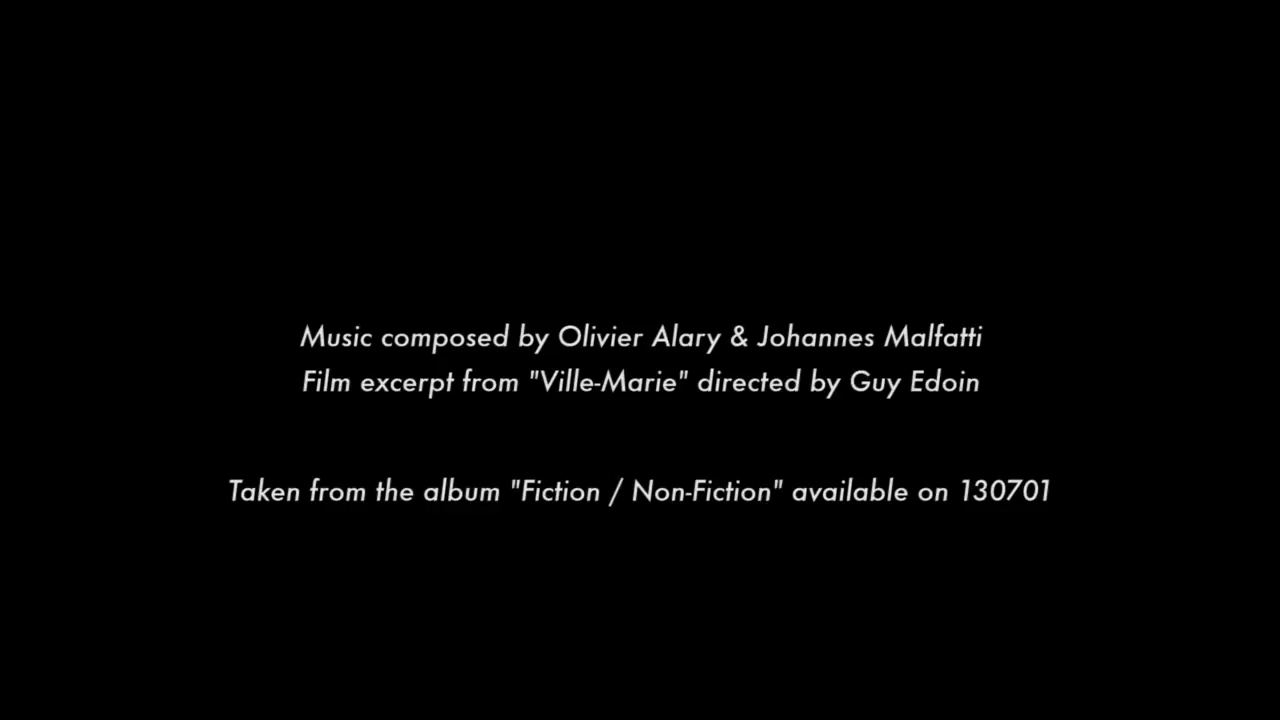 Music composed by Olivier Alary & Johannes Malfatti
Film excerpt from "Ville-Marie" directed by Guy Edoin
Taken from the album "Fiction / Non-Fiction" available on 130701